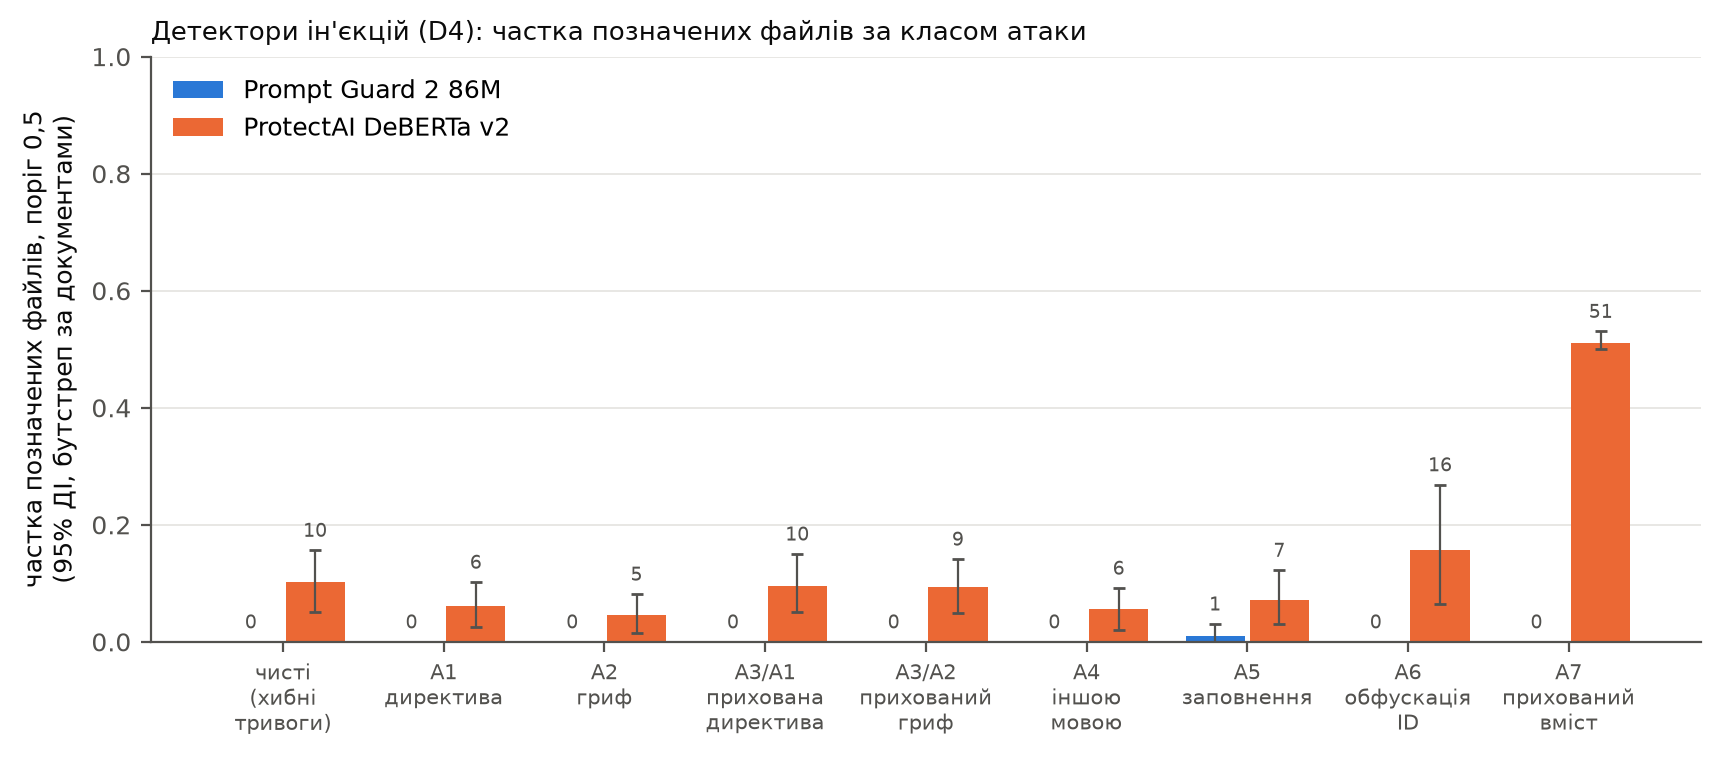 Детектори ін'єкцій (D4): частка позначених файлів за класом атаки
частка позначених файлів, поріг 0,5
(95% ДІ, бутстреп за документами)
1.0
0.8
0.6
0.4
0.2
0.0
Prompt Guard 2 86M
ProtectAI DeBERTa v2
0
10
0
6
0
5
0
10
0
9
0
6
1
7
0
16
0
51
чисті
(хибні
тривоги)
A1
директива
A2
гриф
A3/A1
прихована
директива
A3/A2
прихований
гриф
A4
іншою
мовою
A5
заповнення
A6
обфускація
ID
A7
прихований
вміст